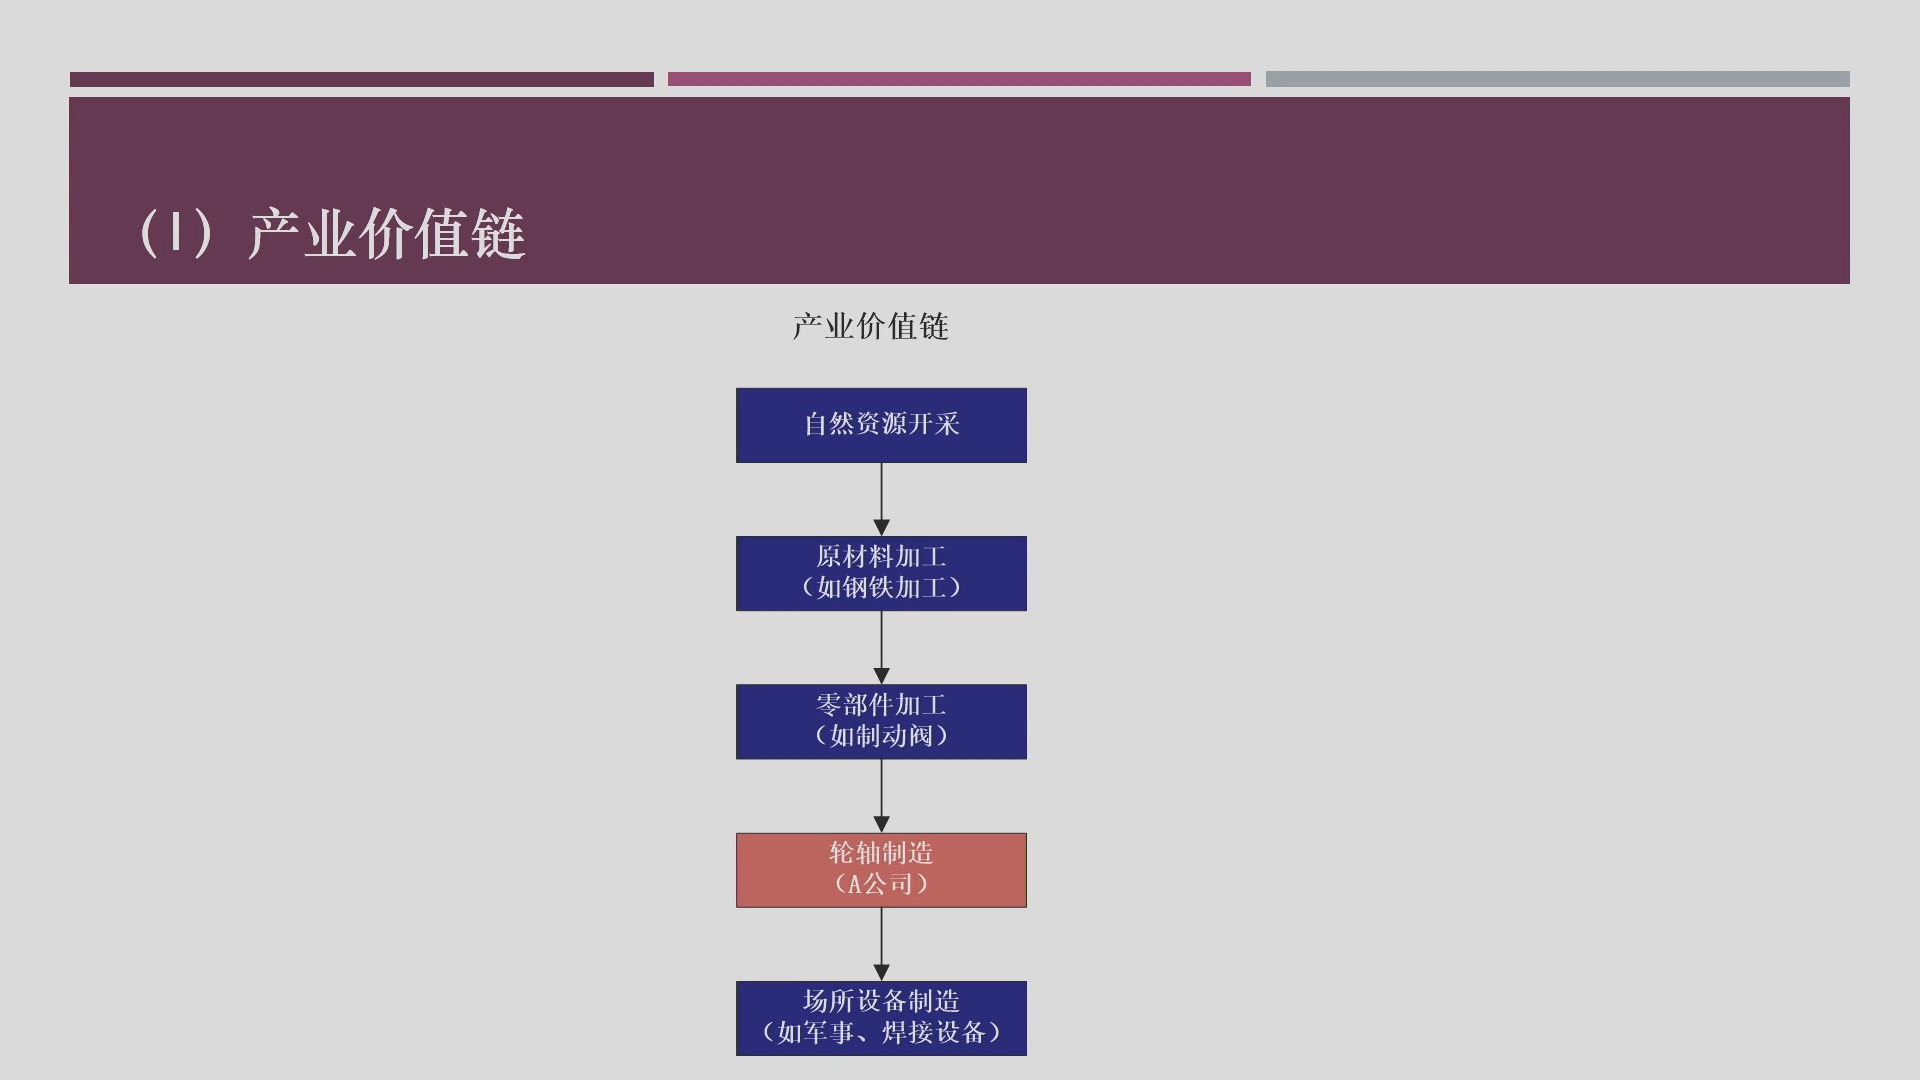 （1）产业价值链
产业价值链
自然资源开采
原材料加工
（如钢铁加工）
零部件加工
（如制动阀）
轮轴制造
（A公司）
场所设备制造
（如军事、焊接设备）